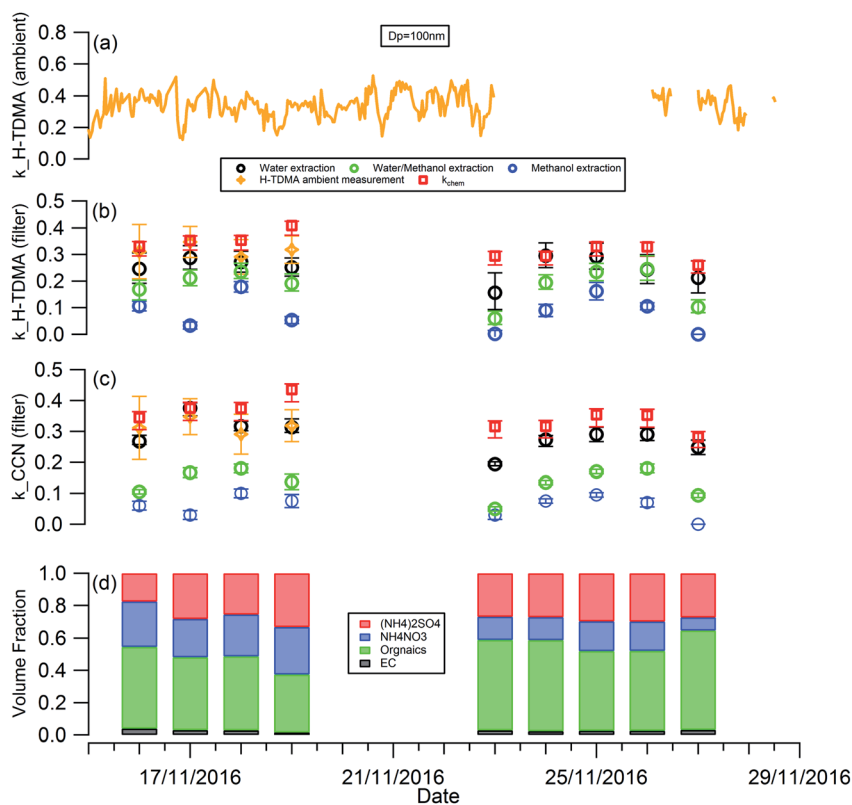 (a)
Dp=100nm
k_H-TDMA (ambient)
0.8
0.6
0.4
0.2
0.0
Water extraction
Water/Methanol extraction
Methanol extraction
H-TDMA ambient measurement
kchem
(b)
k_H-TDMA (filter)
0.5
0.4
0.3
0.2
0.1
0.0
(c)
k_CCN (filter)
0.5
0.4
0.3
0.2
0.1
0.0
(d)
Volume Fraction
1.0
0.8
0.6
0.4
0.2
0.0
(NH4)2SO4
NH4NO3
Orgnaics
EC
17/11/2016
21/11/2016
25/11/2016
29/11/2016
Date